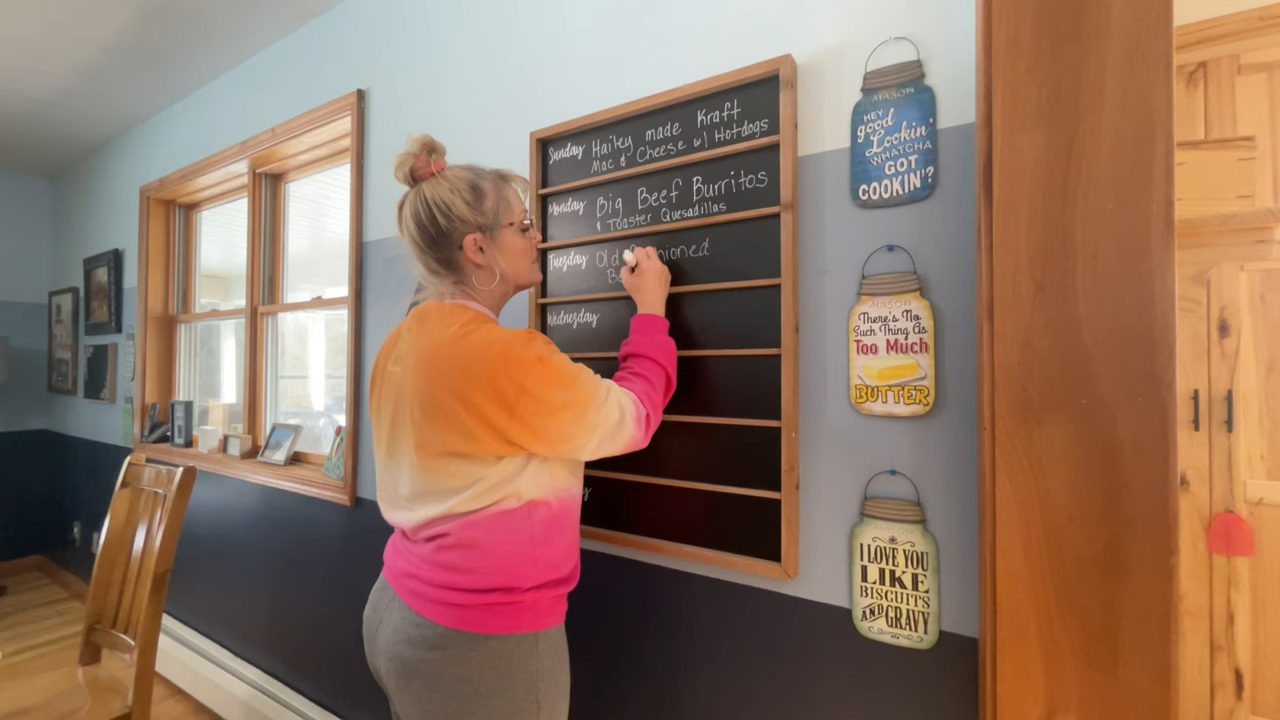 Sunday Hailey made Kraft
Mac & Cheese w/ Hotdogs
Monday Big Beef Burritos
& Toaster Quesadillas
Tuesday Old
Wednesday
MASON
HEY
good
Lookin'
WHATCHA
GOT
COOKIN'?
MASON
There's No
Such Thing As
Too Much
BUTTER
MASON
I LOVE YOU
LIKE
BISCUITS
AND GRAVY